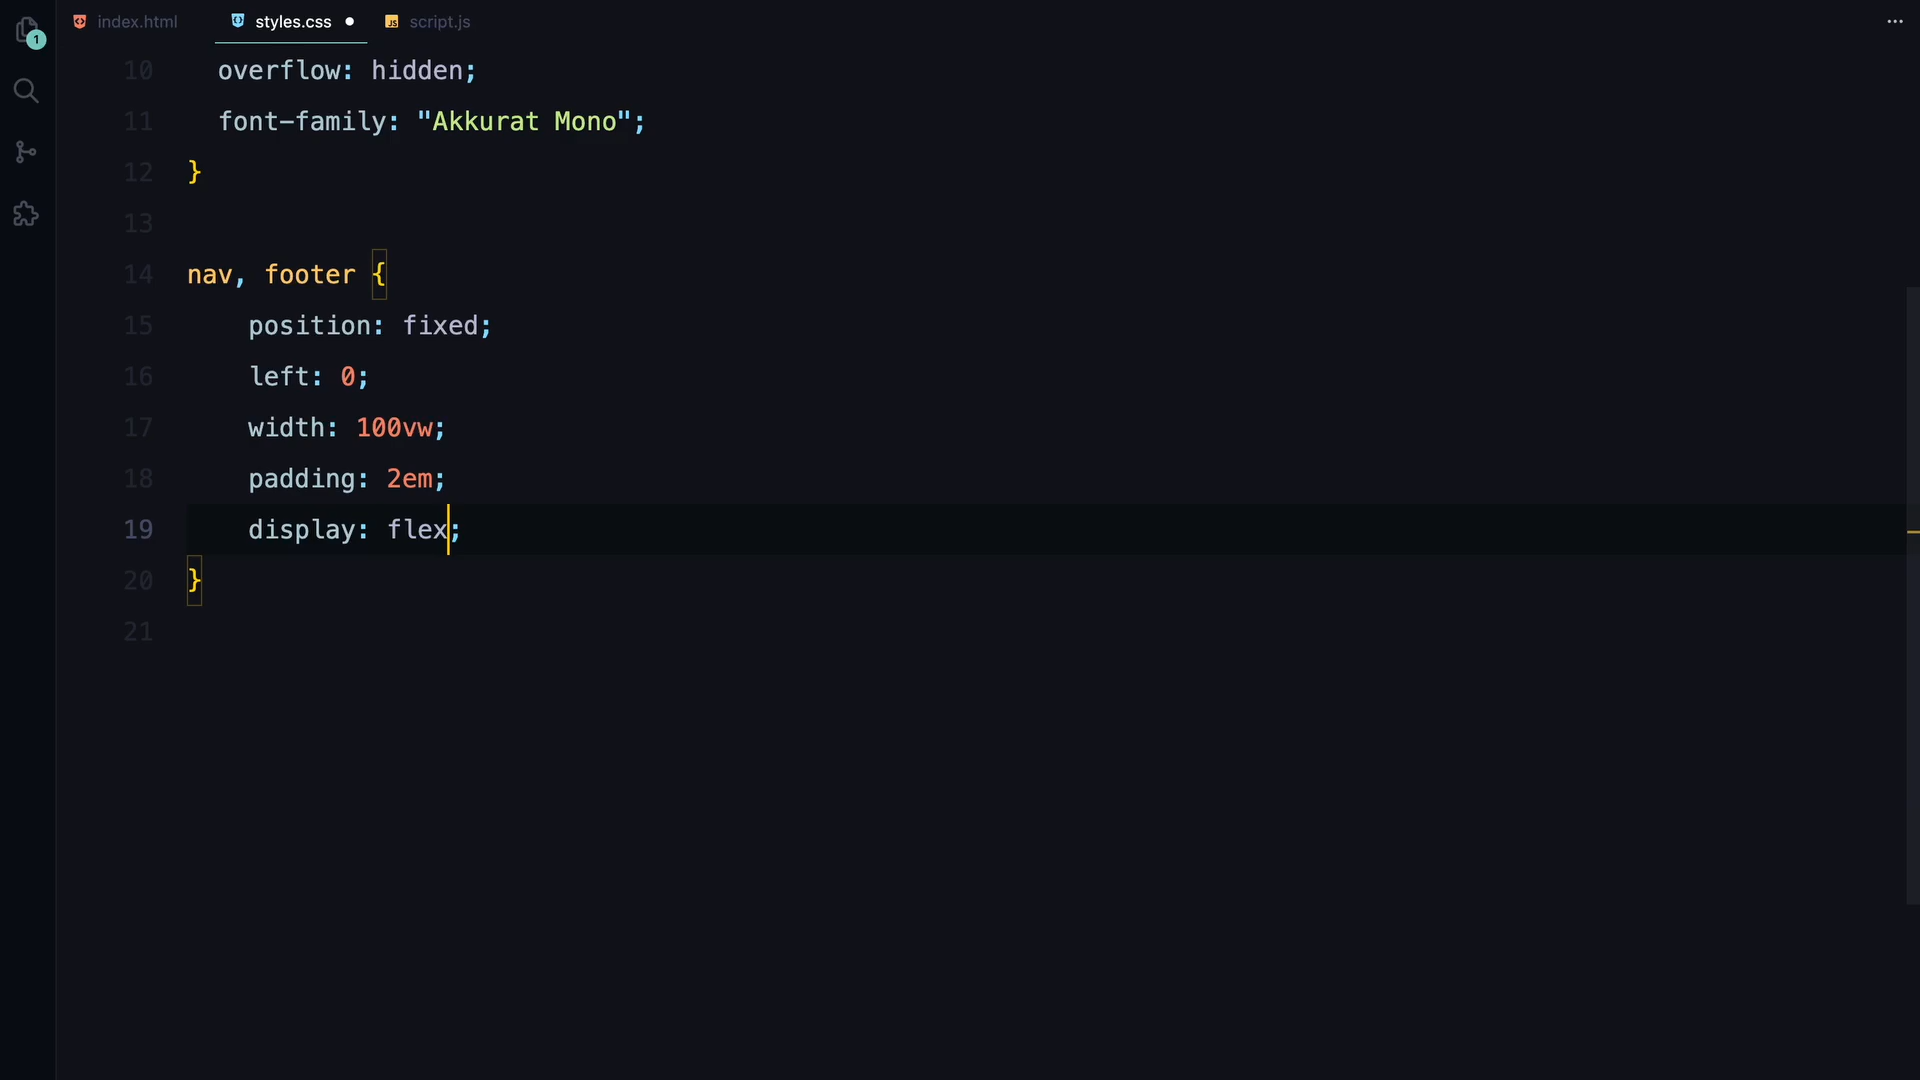 index.html styles.css script.js
1
10 overflow: hidden;
11 font-family: "Akkurat Mono";
12 }
13
14 nav, footer {
15 position: fixed;
16 left: 0;
17 width: 100vw;
18 padding: 2em;
19 display: flex;
20 }
21